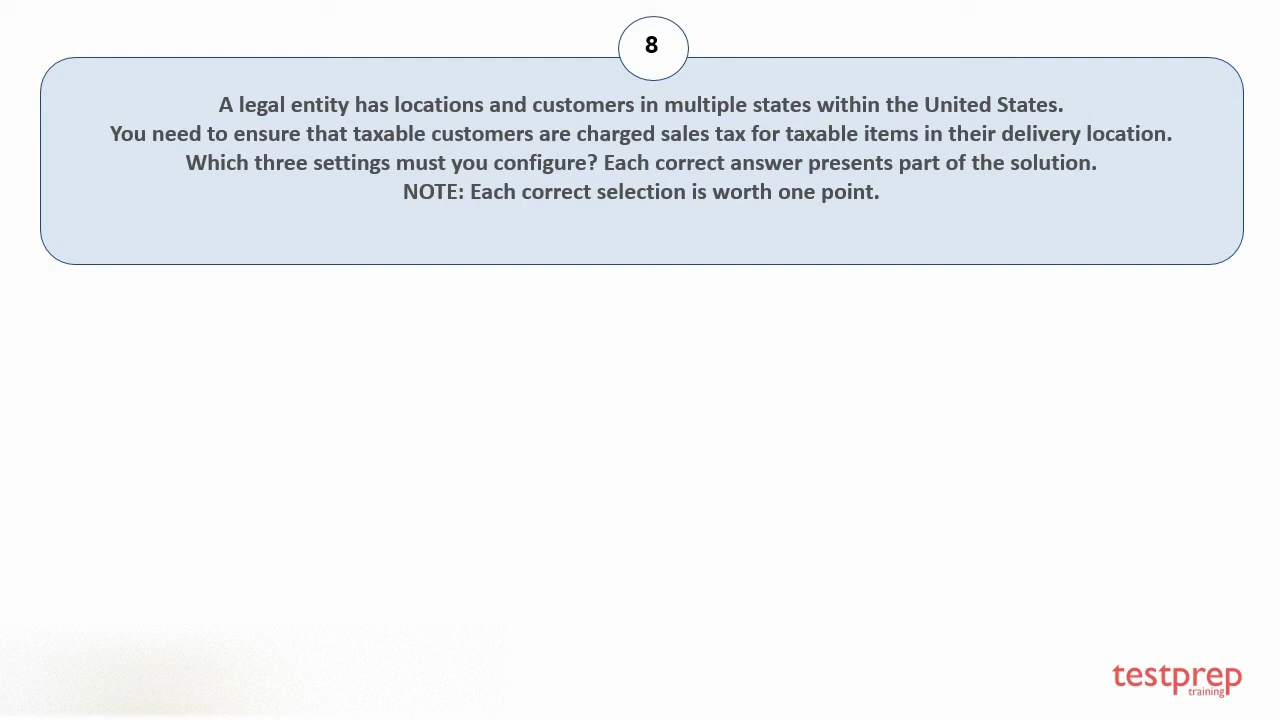 8
A legal entity has locations and customers in multiple states within the United States.
You need to ensure that taxable customers are charged sales tax for taxable items in their delivery location.
Which three settings must you configure? Each correct answer presents part of the solution.
NOTE: Each correct selection is worth one point.
testprep
training